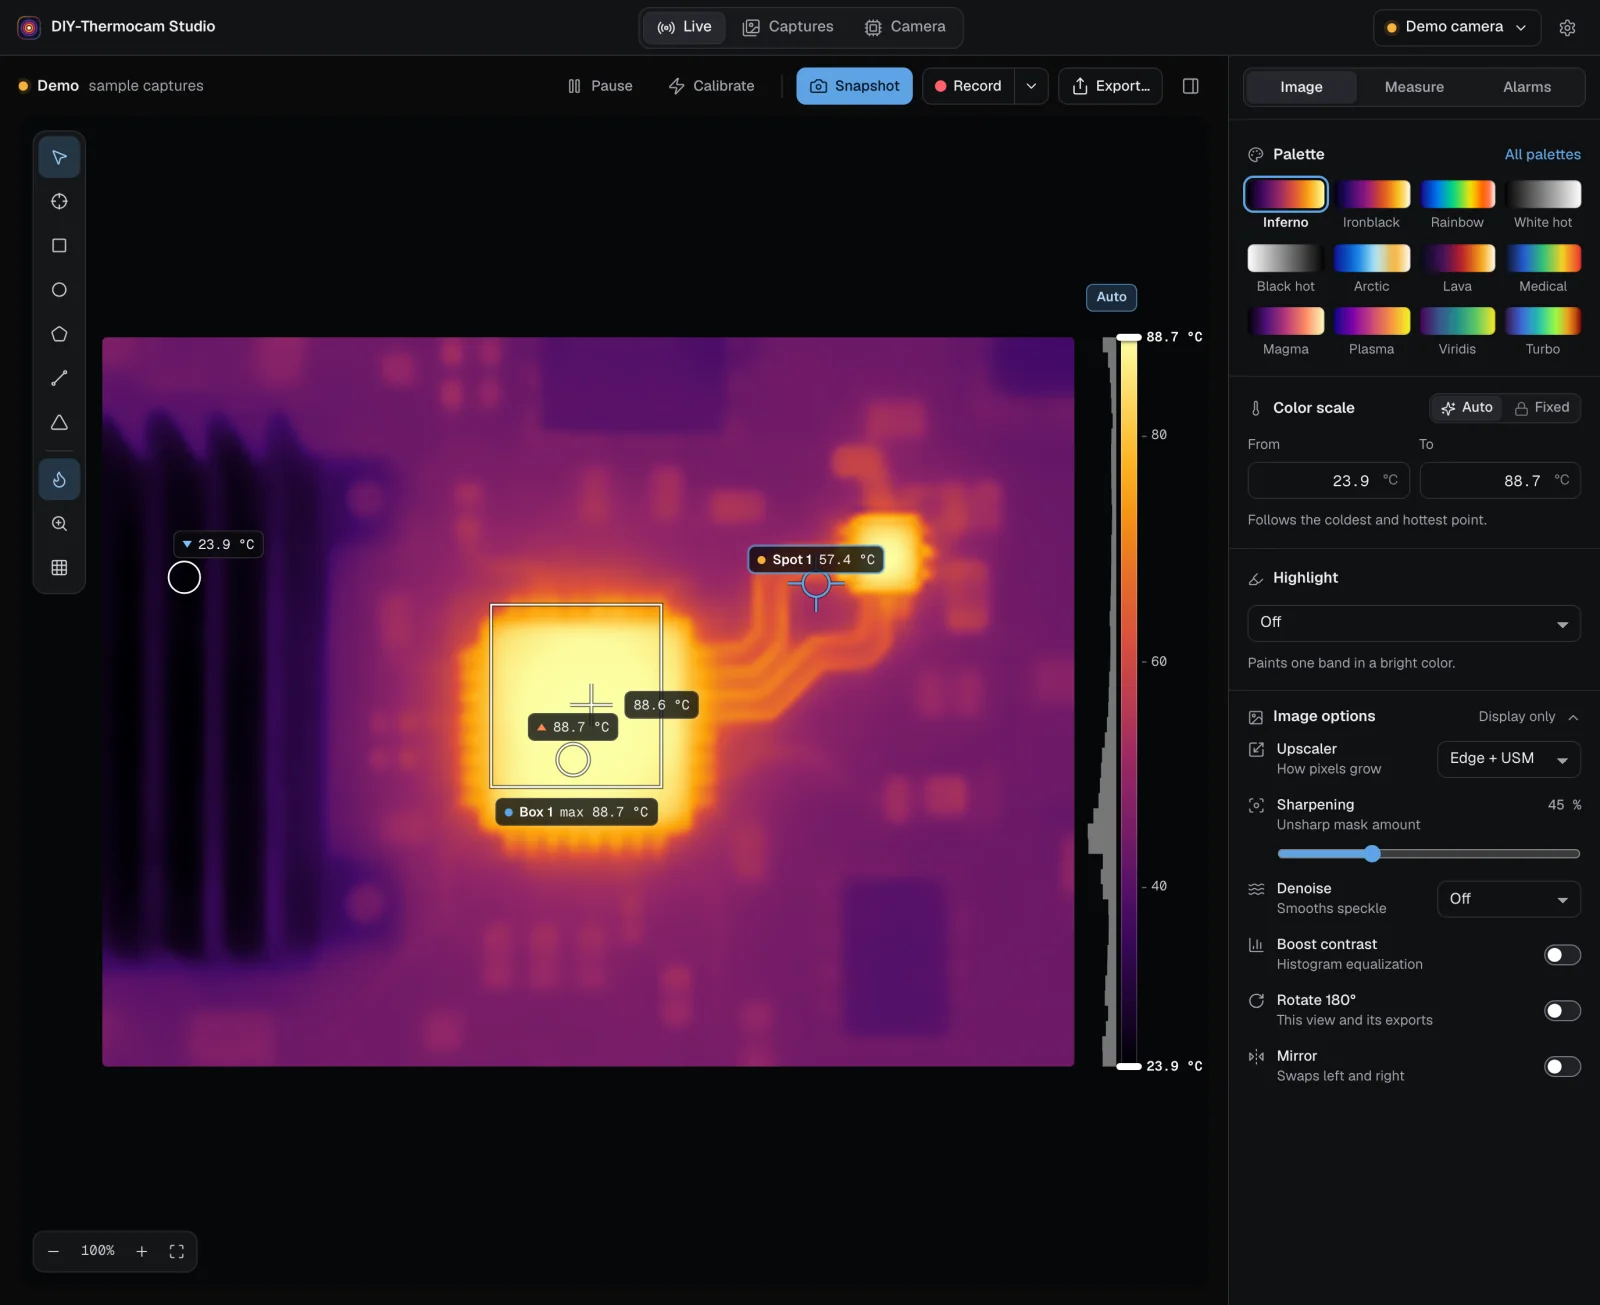 DIY-Thermocam Studio
Live
Captures
Camera
Demo camera
Demo sample captures
Pause
Calibrate
Snapshot
Record
Export...
Image
Measure
Alarms
Palette
All palettes
Inferno
Ironblack
Rainbow
White hot
Black hot
Arctic
Lava
Medical
Magma
Plasma
Viridis
Turbo
Color scale
Auto
Fixed
From
To
23.9 °C
88.7 °C
Follows the coldest and hottest point.
Highlight
Off
Paints one band in a bright color.
Image options
Display only
Upscaler
How pixels grow
Edge + USM
Sharpening
45 %
Unsharp mask amount
Denoise
Smooths speckle
Off
Boost contrast
Histogram equalization
Rotate 180°
This view and its exports
Mirror
Swaps left and right
Auto
88.7 °C
80
60
40
23.9 °C
23.9 °C
Spot 1 57.4 °C
88.6 °C
88.7 °C
Box 1 max 88.7 °C
100%